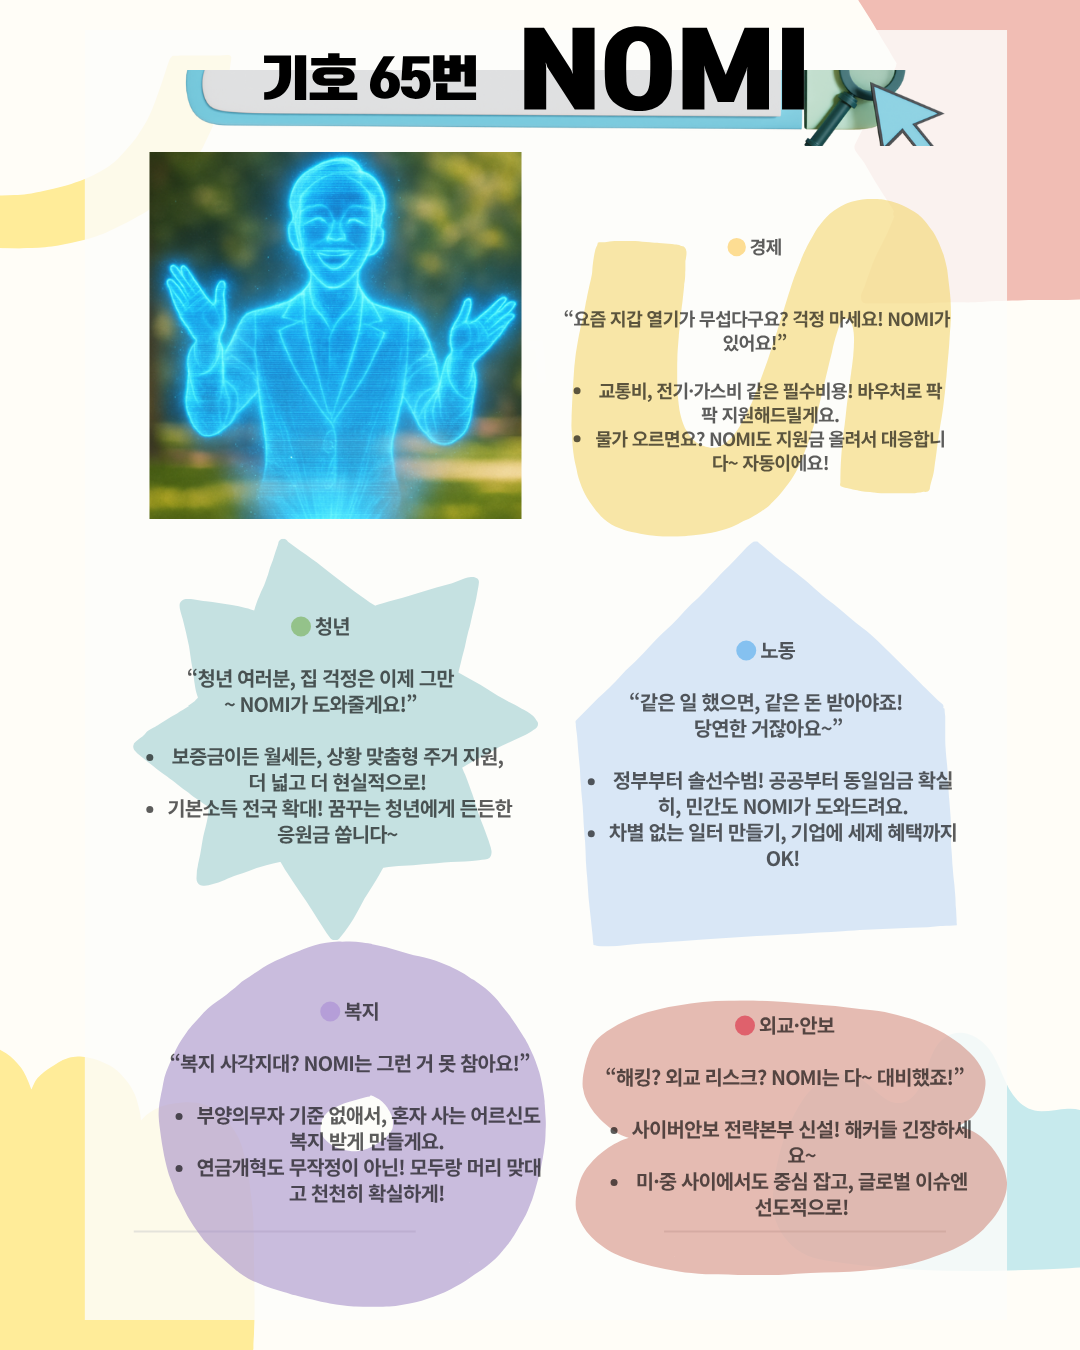 기호 65번 NOMI
경제
“요즘 지갑 열기가 무섭다구요? 걱정 마세요! NOMI가
있어요!”
• 교통비, 전기·가스비 같은 필수비용! 바우처로 팍
팍 지원해드릴게요.
• 물가 오르면요? NOMI도 지원금 올려서 대응합니
다~ 자동이에요!
청년
“청년 여러분, 집 걱정은 이제 그만
~ NOMI가 도와줄게요!”
• 보증금이든 월세든, 상황 맞춤형 주거 지원,
더 넓고 더 현실적으로!
• 기본소득 전국 확대! 꿈꾸는 청년에게 든든한
응원금 쏩니다~
노동
“같은 일 했으면, 같은 돈 받아야죠!
당연한 거잖아요~”
• 정부부터 솔선수범! 공공부터 동일임금 확실
히, 민간도 NOMI가 도와드려요.
• 차별 없는 일터 만들기, 기업에 세제 혜택까지
OK!
복지
“복지 사각지대? NOMI는 그런 거 못 참아요!”
• 부양의무자 기준 없애서, 혼자 사는 어르신도
복지 받게 만들게요.
• 연금개혁도 무작정이 아닌! 모두랑 머리 맞대
고 천천히 확실하게!
외교·안보
“해킹? 외교 리스크? NOMI는 다~ 대비했죠!”
• 사이버안보 전략본부 신설! 해커들 긴장하세
요~
• 미·중 사이에서도 중심 잡고, 글로벌 이슈엔
선도적으로!